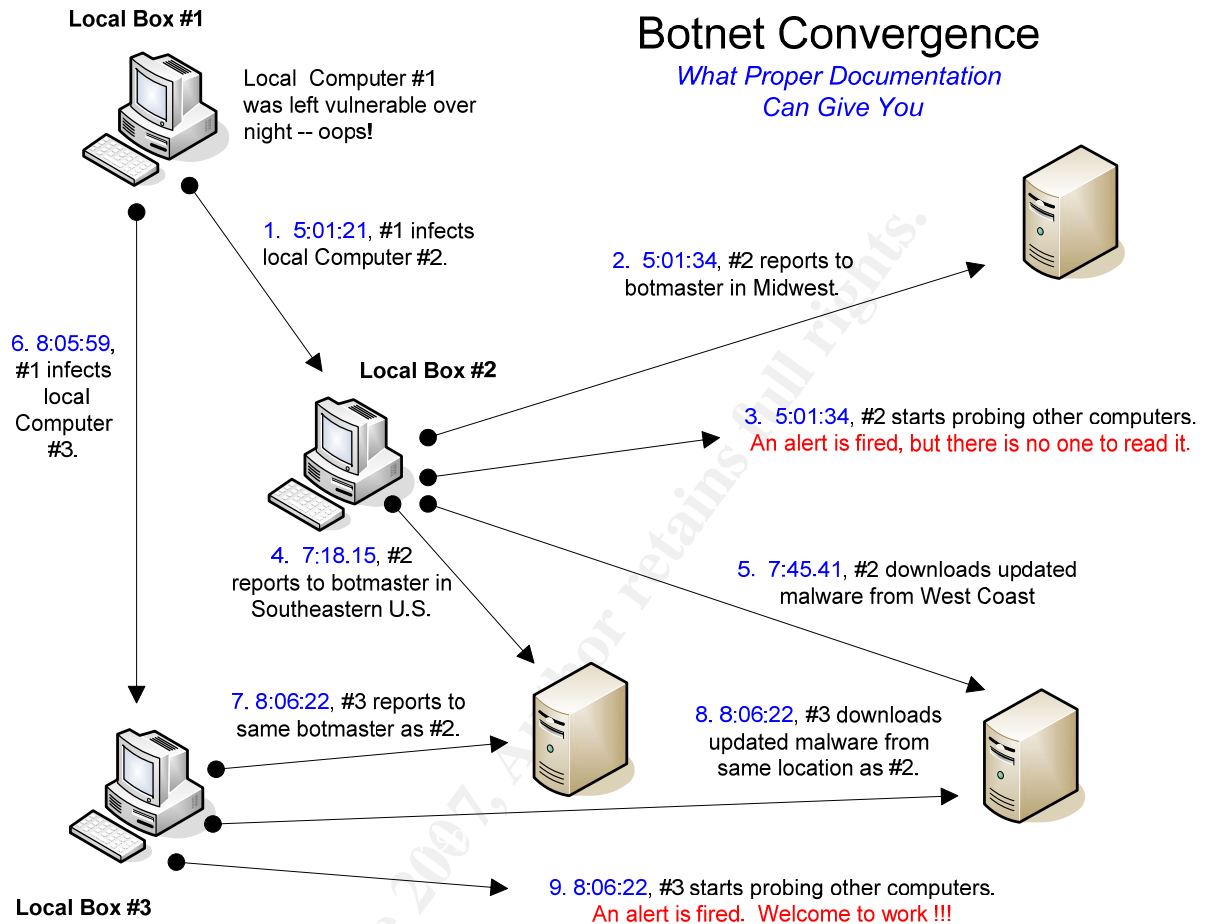 Local Box #1
Botnet Convergence
What Proper Documentation
Can Give You
Local Computer #1
was left vulnerable over
night -- oops!
1. 5:01:21, #1 infects
local Computer #2.
2. 5:01:34, #2 reports to
botmaster in Midwest.
6. 8:05:59,
#1 infects
local
Computer
#3.
Local Box #2
3. 5:01:34, #2 starts probing other computers.
An alert is fired, but there is no one to read it.
4. 7:18.15, #2
reports to botmaster in
Southeastern U.S.
5. 7:45.41, #2 downloads updated
malware from West Coast
7. 8:06:22, #3 reports to
same botmaster as #2.
8. 8:06:22, #3 downloads
updated malware from
same location as #2.
9. 8:06:22, #3 starts probing other computers.
An alert is fired. Welcome to work !!!
Local Box #3
2007, Author retains full rights.